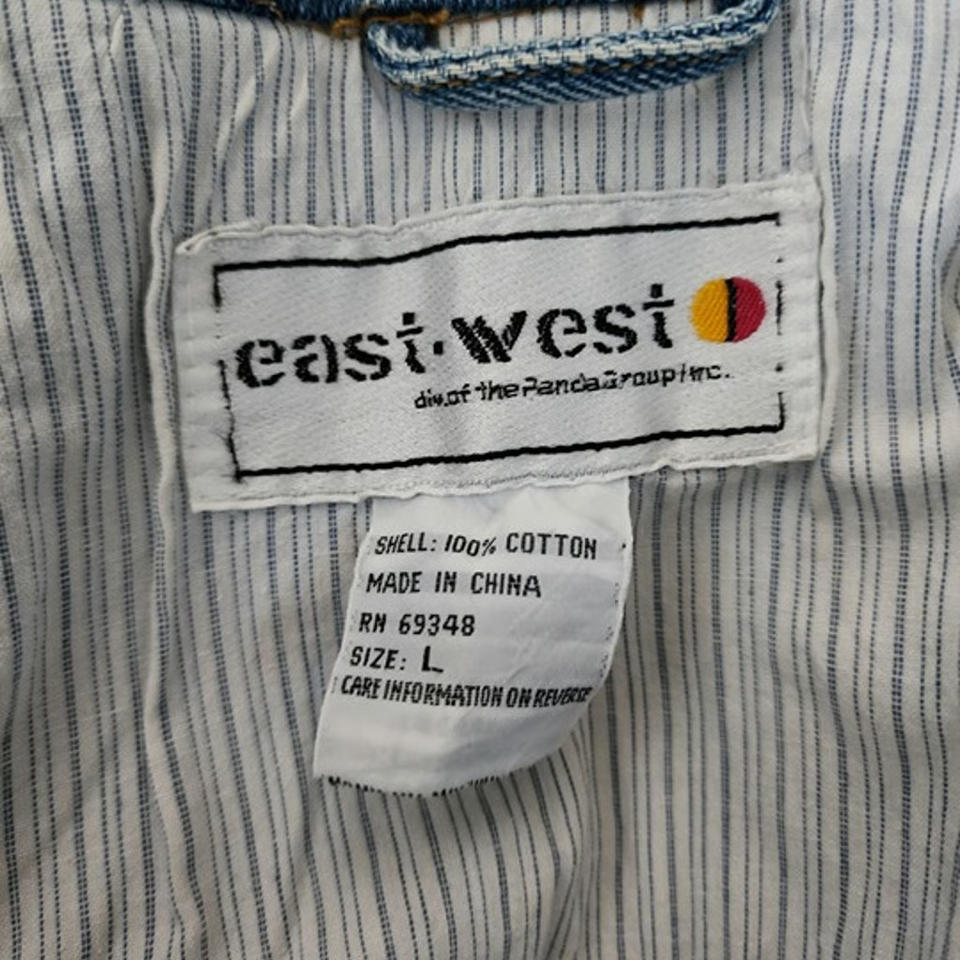 east·west
div.of the Panda Group Inc.
SHELL: 100% COTTON
MADE IN CHINA
RN 69348
SIZE: L
CARE INFORMATION ON REVERSE